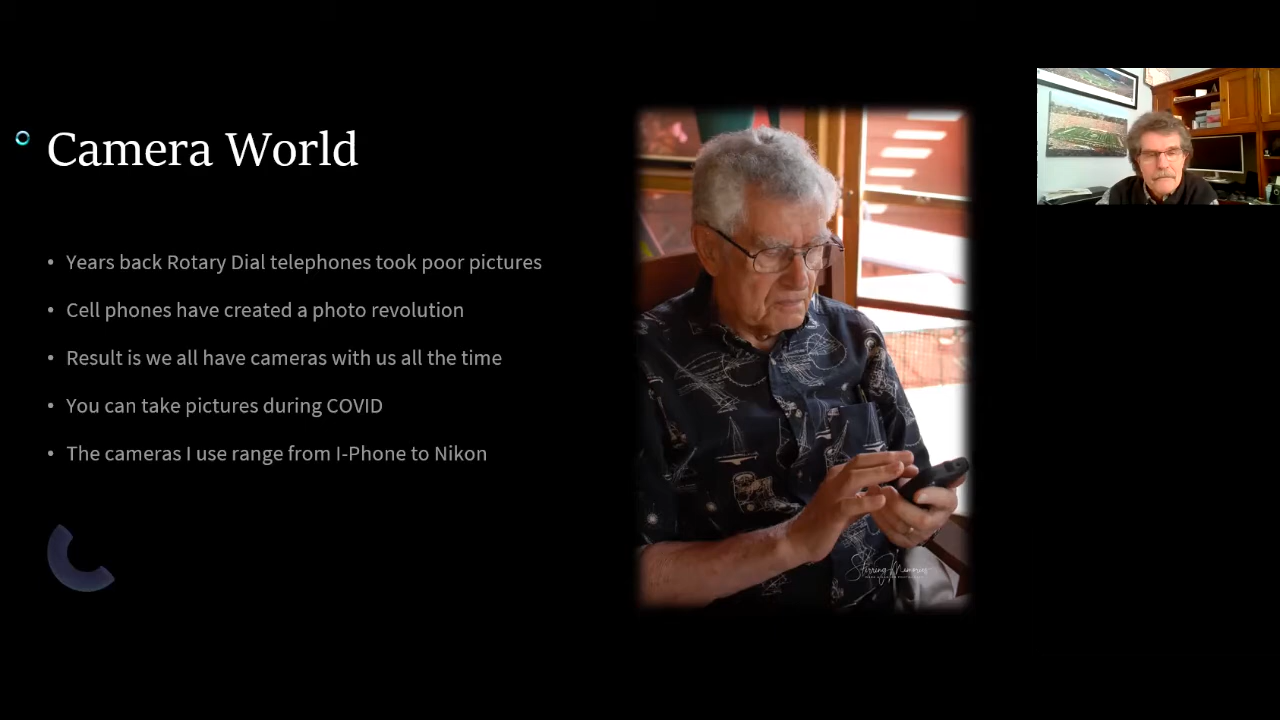 Camera World
• Years back Rotary Dial telephones took poor pictures
• Cell phones have created a photo revolution
• Result is we all have cameras with us all the time
• You can take pictures during COVID
• The cameras I use range from I-Phone to Nikon
Stirring Memories